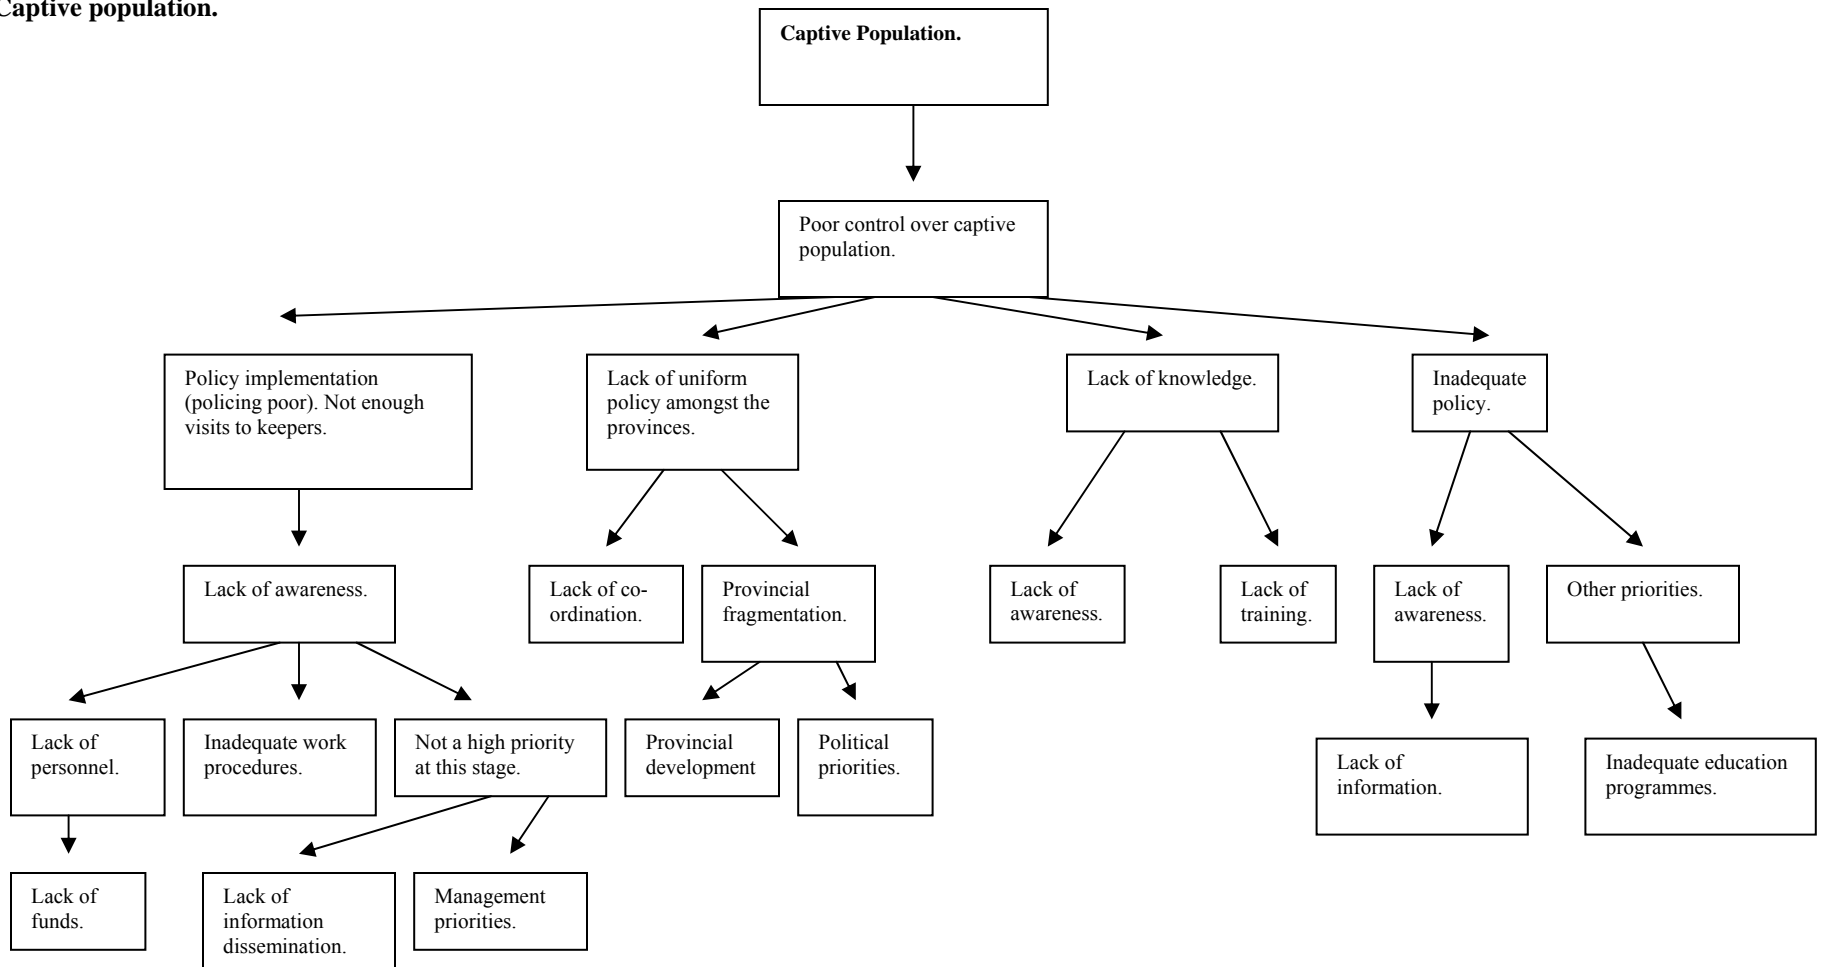 Captive population.
Captive Population.
Poor control over captive
population.
Policy implementation
(policing poor). Not enough
visits to keepers.
Lack of uniform
policy amongst the
provinces.
Lack of knowledge.
Inadequate
policy.
Lack of awareness.
Lack of co-
ordination.
Provincial
fragmentation.
Lack of
awareness.
Lack of
training.
Lack of
awareness.
Other priorities.
Lack of
personnel.
Inadequate work
procedures.
Not a high priority
at this stage.
Provincial
development
Political
priorities.
Lack of
information.
Inadequate education
programmes.
Lack of
funds.
Lack of
information
dissemination.
Management
priorities.